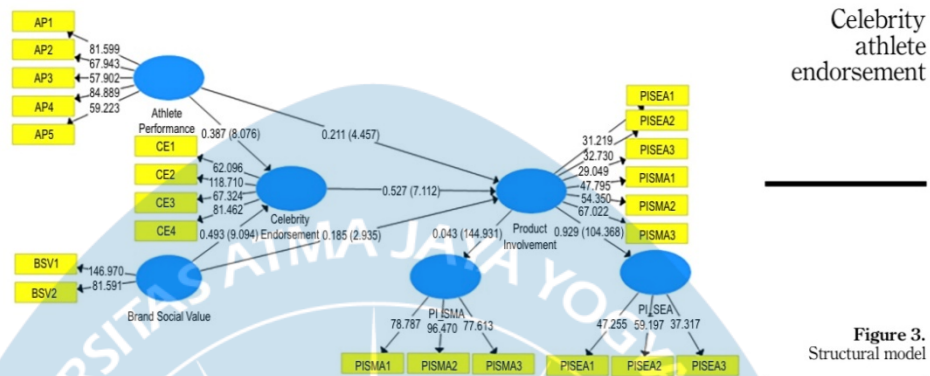 Celebrity
athlete
endorsement
AP1
AP2
AP3
AP4
AP5
81.599
67.943
57.902
84.889
59.223
Athlete
Performance
0.387 (8.076)
0.211 (4.457)
CE1
CE2
CE3
CE4
62.096
118.710
67.324
81.462
Celebrity
Endorsement
0.527 (7.112)
0.493 (9.094)
0.185 (2.935)
BSV1
BSV2
146.970
81.591
Brand Social Value
PISEA1
PISEA2
PISEA3
PISMA1
PISMA2
PISMA3
31.219
32.730
29.049
47.795
54.350
67.022
Product
Involvement
0.043 (144.931)
0.929 (104.368)
PI_SMA
78.787
96.470
77.613
PISMA1
PISMA2
PISMA3
PI_SEA
47.255
59.197
37.317
PISEA1
PISEA2
PISEA3
RSITAS ATMA JAYA YOG
Figure 3.
Structural model